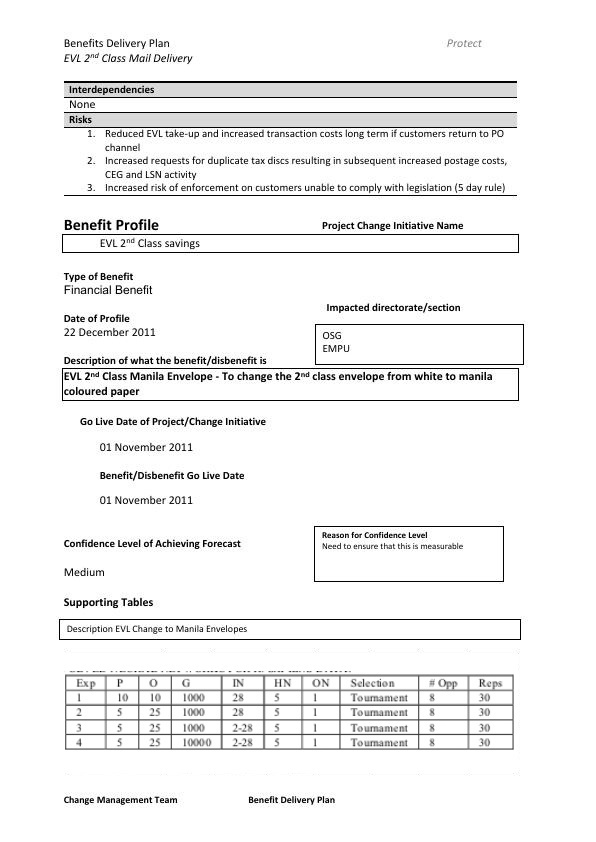 Benefits Delivery Plan Protect
EVL 2nd Class Mail Delivery
Interdependencies
None
Risks
1. Reduced EVL take-up and increased transaction costs long term if customers return to PO
channel
2. Increased requests for duplicate tax discs resulting in subsequent increased postage costs,
CEG and LSN activity
3. Increased risk of enforcement on customers unable to comply with legislation (5 day rule)
Benefit Profile Project Change Initiative Name
EVL 2nd Class savings
Type of Benefit
Financial Benefit
Impacted directorate/section
Date of Profile
22 December 2011
OSG
EMPU
Description of what the benefit/disbenefit is
EVL 2nd Class Manila Envelope - To change the 2nd class envelope from white to manila
coloured paper
Go Live Date of Project/Change Initiative
01 November 2011
Benefit/Disbenefit Go Live Date
01 November 2011
Reason for Confidence Level
Need to ensure that this is measurable
Confidence Level of Achieving Forecast
Medium
Supporting Tables
Description EVL Change to Manila Envelopes
Exp P O G IN HN ON Selection # Opp Reps
1 10 10 1000 28 5 1 Tournament 8 30
2 5 25 1000 28 5 1 Tournament 8 30
3 5 25 1000 2-28 5 1 Tournament 8 30
4 5 25 10000 2-28 5 1 Tournament 8 30
Change Management Team Benefit Delivery Plan